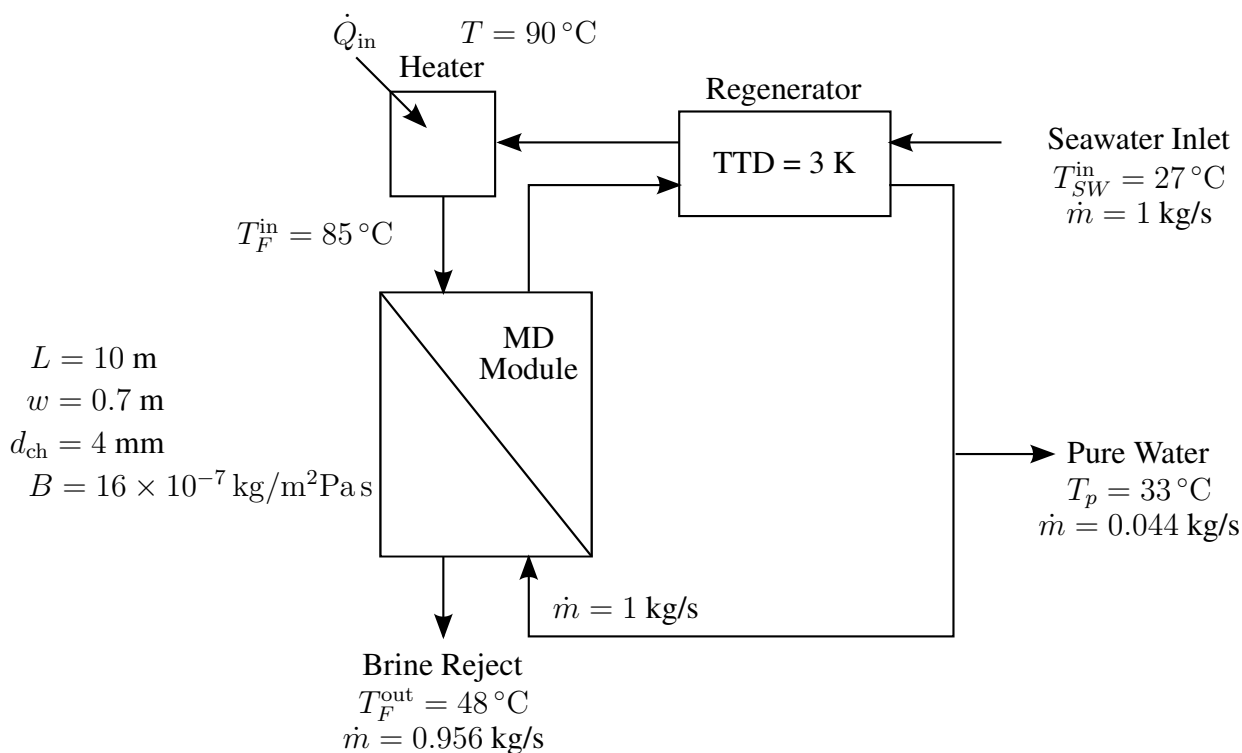 Q̇in
T = 90 °C
Heater
Regenerator
TTD = 3 K
Seawater Inlet
T_SW^in = 27 °C
ṁ = 1 kg/s
T_F^in = 85 °C
MD
Module
L = 10 m
w = 0.7 m
d_ch = 4 mm
B = 16 × 10⁻⁷ kg/m²Pa s
Pure Water
T_p = 33 °C
ṁ = 0.044 kg/s
ṁ = 1 kg/s
Brine Reject
T_F^out = 48 °C
ṁ = 0.956 kg/s